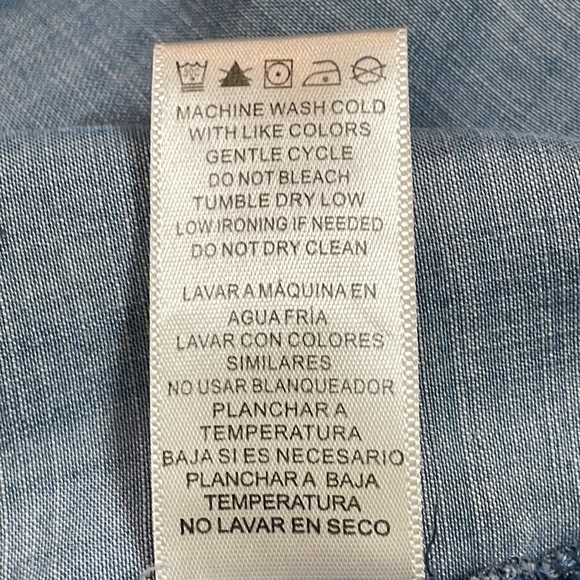 MACHINE WASH COLD
WITH LIKE COLORS
GENTLE CYCLE
DO NOT BLEACH
TUMBLE DRY LOW
LOW IRONING IF NEEDED
DO NOT DRY CLEAN
LAVAR A MÁQUINA EN
AGUA FRÍA
LAVAR CON COLORES
SIMILARES
NO USAR BLANQUEADOR
PLANCHAR A
TEMPERATURA
BAJA SI ES NECESARIO
PLANCHAR A BAJA
TEMPERATURA
NO LAVAR EN SECO